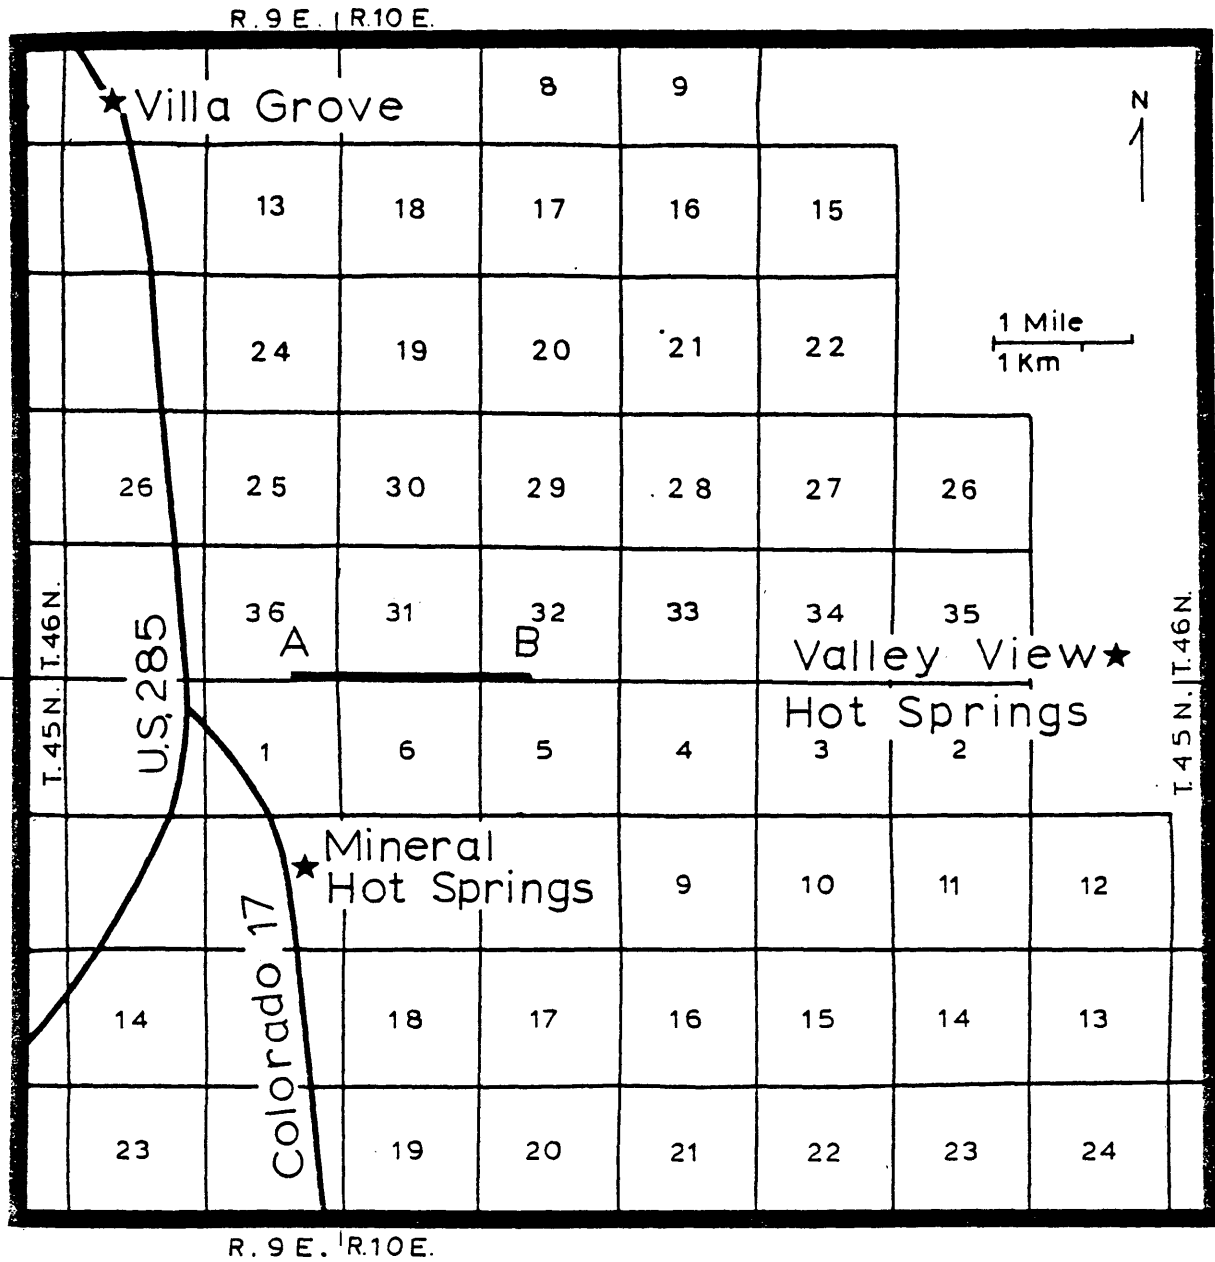 R. 9 E. | R. 10 E.
8 9
Villa Grove
N
13 18 17 16 15
1 Mile
1 Km
24 19 20 21 22
26 25 30 29 28 27 26
36 31 32 33 34 35
A B
T. 45 N. | T. 46 N.
U.S. 285
Valley View
Hot Springs
T. 45 N. | T. 46 N.
1 6 5 4 3 2
Mineral
Hot Springs
9 10 11 12
Colorado 17
14 18 17 16 15 14 13
23 19 20 21 22 23 24
R. 9 E. | R. 10 E.